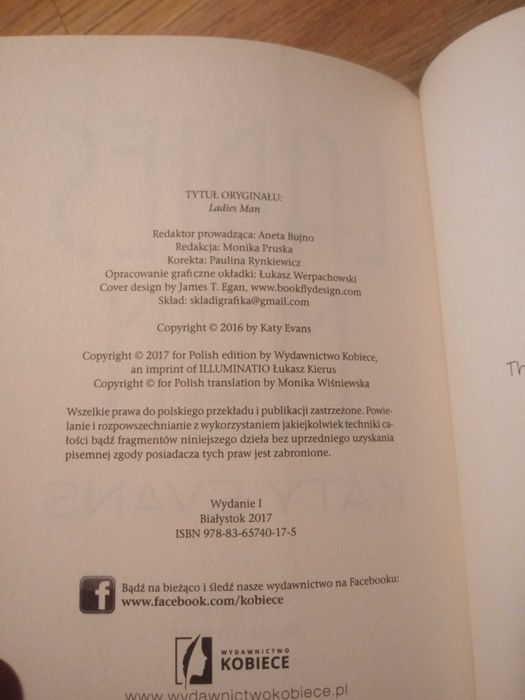 TYTUŁ ORYGINAŁU:
Ladies Man
Redaktor prowadząca: Aneta Bujno
Redakcja: Monika Pruska
Korekta: Paulina Rynkiewicz
Opracowanie graficzne okładki: Łukasz Werpachowski
Cover design by James T. Egan, www.bookflydesign.com
Skład: skladigrafika@gmail.com
Copyright © 2016 by Katy Evans
Copyright © 2017 for Polish edition by Wydawnictwo Kobiece,
an imprint of ILLUMINATIO Łukasz Kierus
Copyright © for Polish translation by Monika Wiśniewska
Wszelkie prawa do polskiego przekładu i publikacji zastrzeżone. Powie-
lanie i rozpowszechnianie z wykorzystaniem jakiejkolwiek techniki ca-
łości bądź fragmentów niniejszego dzieła bez uprzedniego uzyskania
pisemnej zgody posiadacza tych praw jest zabronione.
Wydanie I
Białystok 2017
ISBN 978-83-65740-17-5
f
Bądź na bieżąco i śledź nasze wydawnictwo na Facebooku:
www.facebook.com/kobiece
WYDAWNICTWO
KOBIECE
www.wydawnictwokobiece.pl
Th
LADIES
KATY EVANS